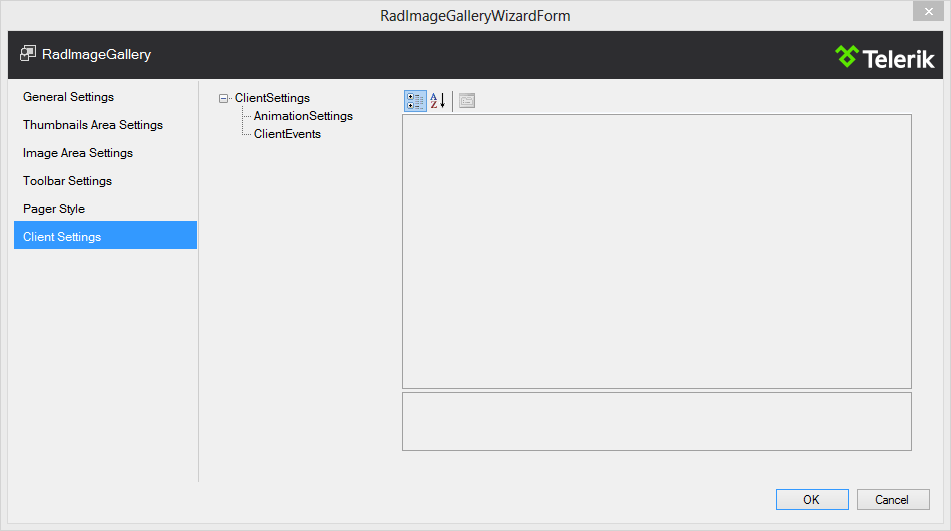 RadImageGalleryWizardForm
RadImageGallery
Telerik
General Settings
Thumbnails Area Settings
Image Area Settings
Toolbar Settings
Pager Style
Client Settings
ClientSettings
AnimationSettings
ClientEvents
A
Z
OK
Cancel